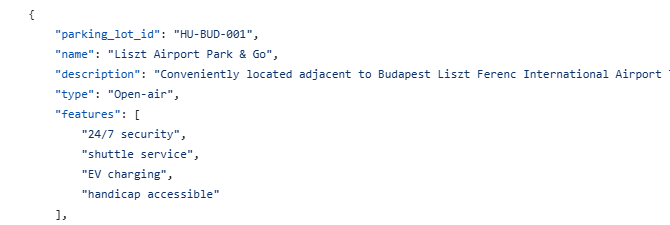 {
"parking_lot_id": "HU-BUD-001",
"name": "Liszt Airport Park & Go",
"description": "Conveniently located adjacent to Budapest Liszt Ferenc International Airport
"type": "Open-air",
"features": [
"24/7 security",
"shuttle service",
"EV charging",
"handicap accessible"
],